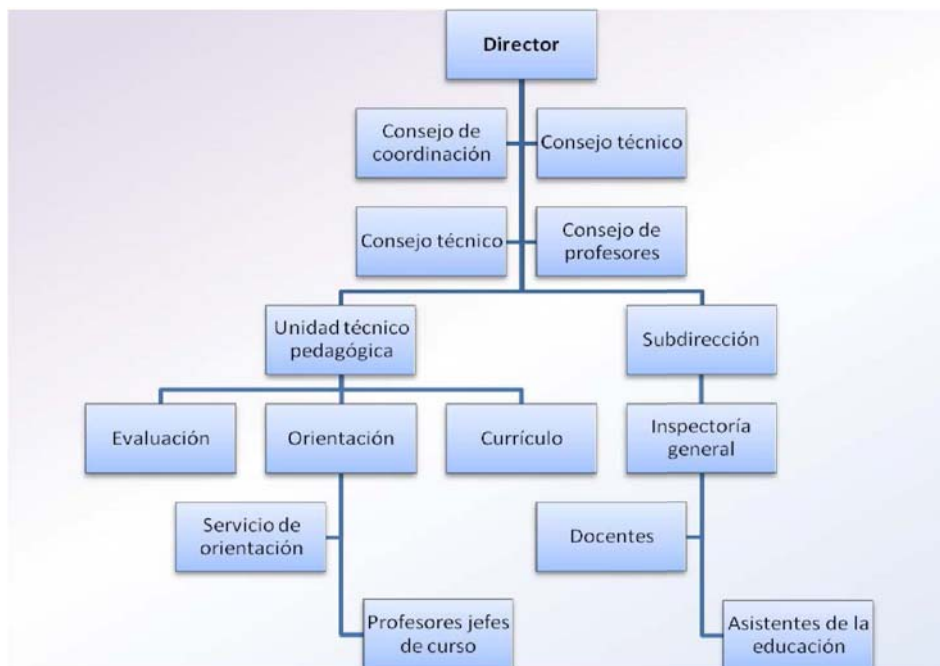 Director
Consejo de
coordinación
Consejo técnico
Consejo técnico
Consejo de
profesores
Unidad técnico
pedagógica
Subdirección
Evaluación
Orientación
Currículo
Inspectoría
general
Servicio de
orientación
Docentes
Profesores jefes
de curso
Asistentes de la
educación